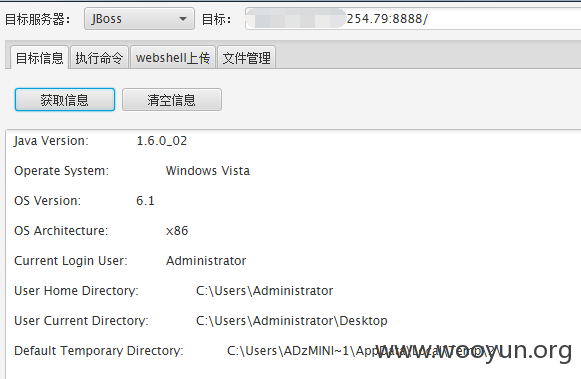 目标服务器： JBoss 目标： 254.79:8888/
目标信息 执行命令 webshell上传 文件管理
获取信息 清空信息
Java Version: 1.6.0_02
Operate System: Windows Vista
OS Version: 6.1
OS Architecture: x86
Current Login User: Administrator
User Home Directory: C:\Users\Administrator
User Current Directory: C:\Users\Administrator\Desktop
Default Temporary Directory: C:\Users\ADzMINI~1\AppData\Local\Temp\2\
www.wooyun.org